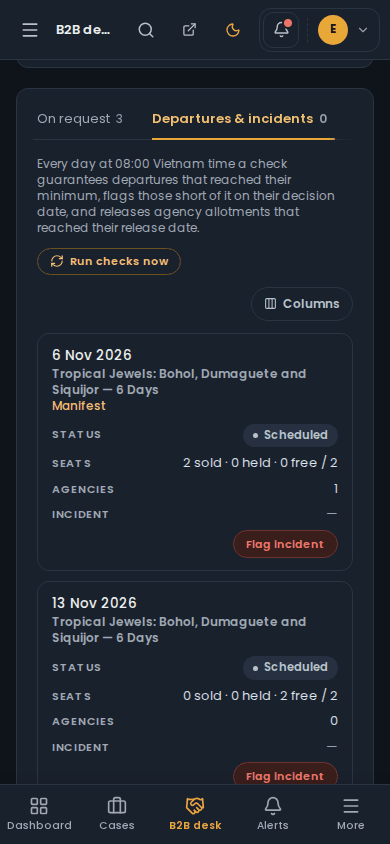 B2B de...
E
On request 3
Departures & incidents 0
Every day at 08:00 Vietnam time a check
guarantees departures that reached their
minimum, flags those short of it on their decision
date, and releases agency allotments that
reached their release date.
Run checks now
Columns
6 Nov 2026
Tropical Jewels: Bohol, Dumaguete and
Siquijor — 6 Days
Manifest
STATUS
Scheduled
SEATS
2 sold · 0 held · 0 free / 2
AGENCIES
1
INCIDENT
—
Flag incident
13 Nov 2026
Tropical Jewels: Bohol, Dumaguete and
Siquijor — 6 Days
STATUS
Scheduled
SEATS
0 sold · 0 held · 2 free / 2
AGENCIES
0
INCIDENT
—
Flag incident
Dashboard
Cases
B2B desk
Alerts
More